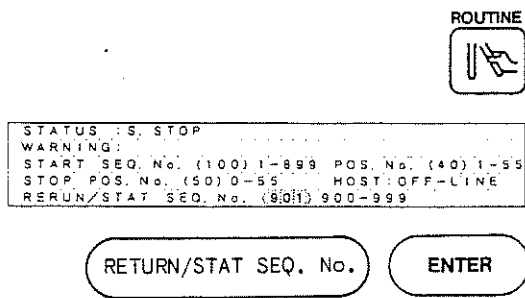 ROUTINE
STATUS : S. STOP
WARNING:
START SEQ. No. (100) 1-899 POS. No. (40) 1-55
STOP POS. No. (50) 0-55 HOST:OFF-LINE
RERUN/STAT SEQ. No. (901) 900-999
RETURN/STAT SEQ. No.
ENTER